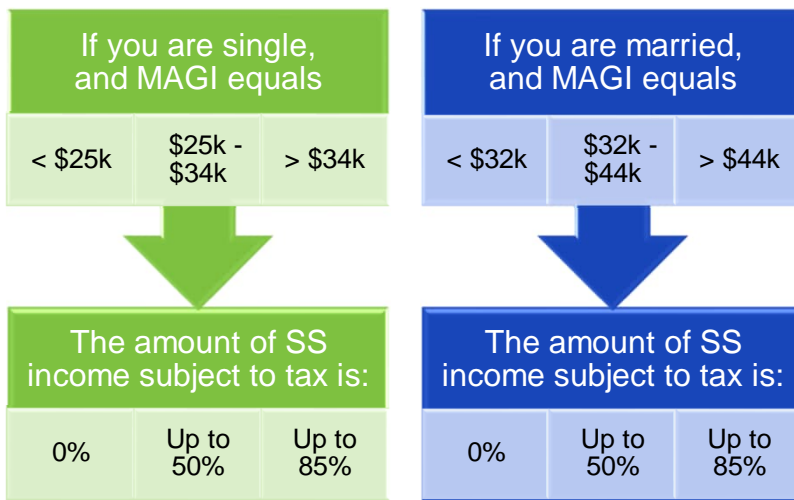 If you are single,
and MAGI equals
< $25k
$25k -
$34k
> $34k
The amount of SS
income subject to tax is:
0%
Up to
50%
Up to
85%
If you are married,
and MAGI equals
< $32k
$32k -
$44k
> $44k
The amount of SS
income subject to tax is:
0%
Up to
50%
Up to
85%